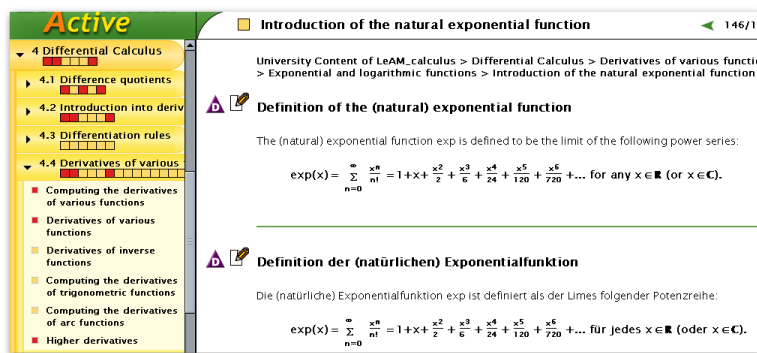 Active
4 Differential Calculus
4.1 Difference quotients
4.2 Introduction into deriv
4.3 Differentiation rules
4.4 Derivatives of various
Computing the derivatives
of various functions
Derivatives of various
functions
Derivatives of inverse
functions
Computing the derivatives
of trigonometric functions
Computing the derivatives
of arc functions
Higher derivatives
Introduction of the natural exponential function
146/1
University Content of LeAM_calculus > Differential Calculus > Derivatives of various functi
> Exponential and logarithmic functions > Introduction of the natural exponential function
D Definition of the (natural) exponential function
The (natural) exponential function exp is defined to be the limit of the following power series:
exp(x) = ∑_{n=0}^{∞} xⁿ/n! = 1+x+ x²/2 + x³/6 + x⁴/24 + x⁵/120 + x⁶/720 +... for any x∈ℝ (or x∈ℂ).
D Definition der (natürlichen) Exponentialfunktion
Die (natürliche) Exponentialfunktion exp ist definiert als der Limes folgender Potenzreihe:
exp(x) = ∑_{n=0}^{∞} xⁿ/n! = 1+x+ x²/2 + x³/6 + x⁴/24 + x⁵/120 + x⁶/720 +... für jedes x∈ℝ (oder x∈ℂ).